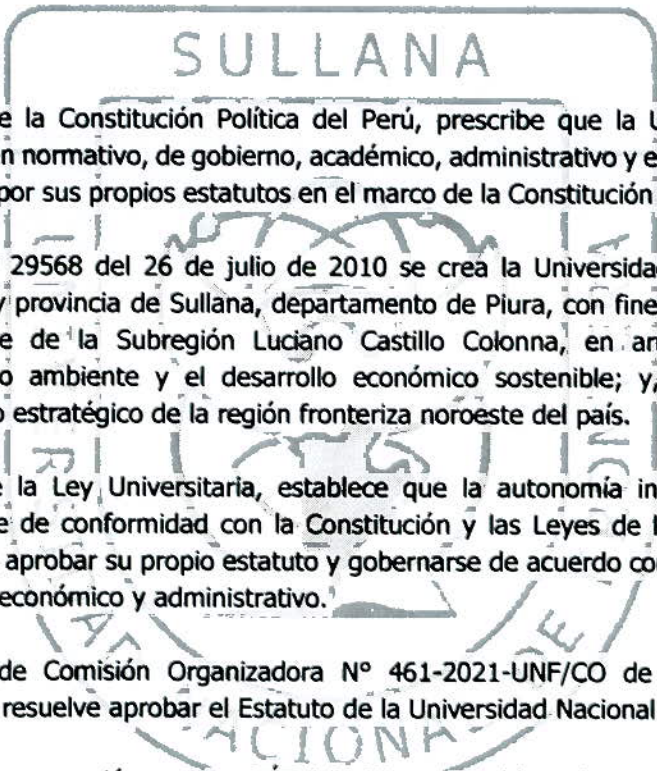 SULLANA
e la Constitución Política del Perú, prescribe que la U
n normativo, de gobierno, académico, administrativo y e
por sus propios estatutos en el marco de la Constitución
29568 del 26 de julio de 2010 se crea la Universida
y provincia de Sullana, departamento de Piura, con fine
e de la Subregión Luciano Castillo Colonna, en ar
o ambiente y el desarrollo económico sostenible; y,
o estratégico de la región fronteriza noroeste del país.
e la Ley Universitaria, establece que la autonomía in
e de conformidad con la Constitución y las Leyes de l
aprobar su propio estatuto y gobernarse de acuerdo co
económico y administrativo.
de Comisión Organizadora N° 461-2021-UNF/CO de
resuelve aprobar el Estatuto de la Universidad Nacional